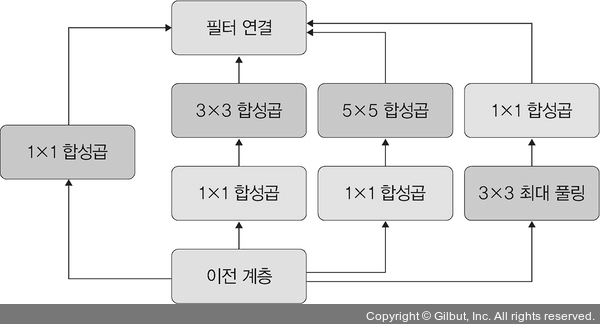 필터 연결
3×3 합성곱
5×5 합성곱
1×1 합성곱
1×1 합성곱
1×1 합성곱
1×1 합성곱
3×3 최대 풀링
이전 계층
Copyright © Gilbut, Inc. All rights reserved.